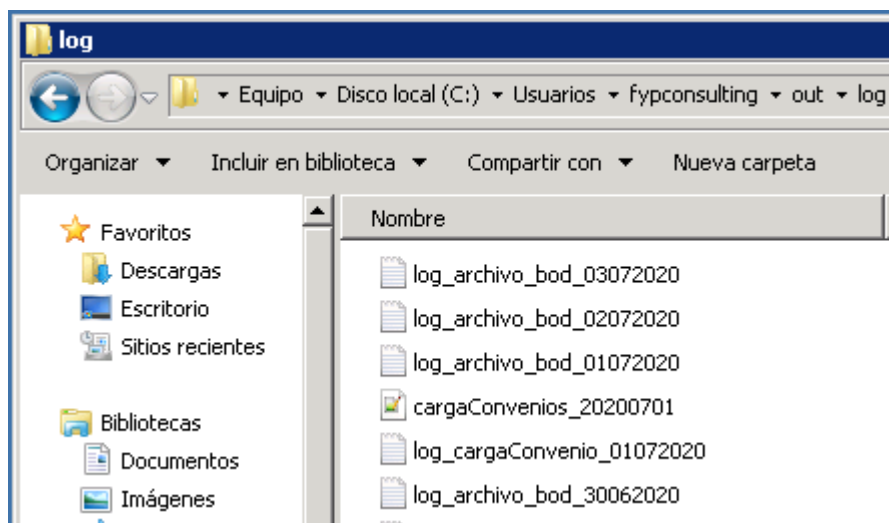 log
Equipo Disco local (C:) Usuarios fypconsulting out log
Organizar Incluir en biblioteca Compartir con Nueva carpeta
Favoritos
Descargas
Escritorio
Sitios recientes
Bibliotecas
Documentos
Imágenes
Nombre
log_archivo_bod_03072020
log_archivo_bod_02072020
log_archivo_bod_01072020
cargaConvenios_20200701
log_cargaConvenio_01072020
log_archivo_bod_30062020